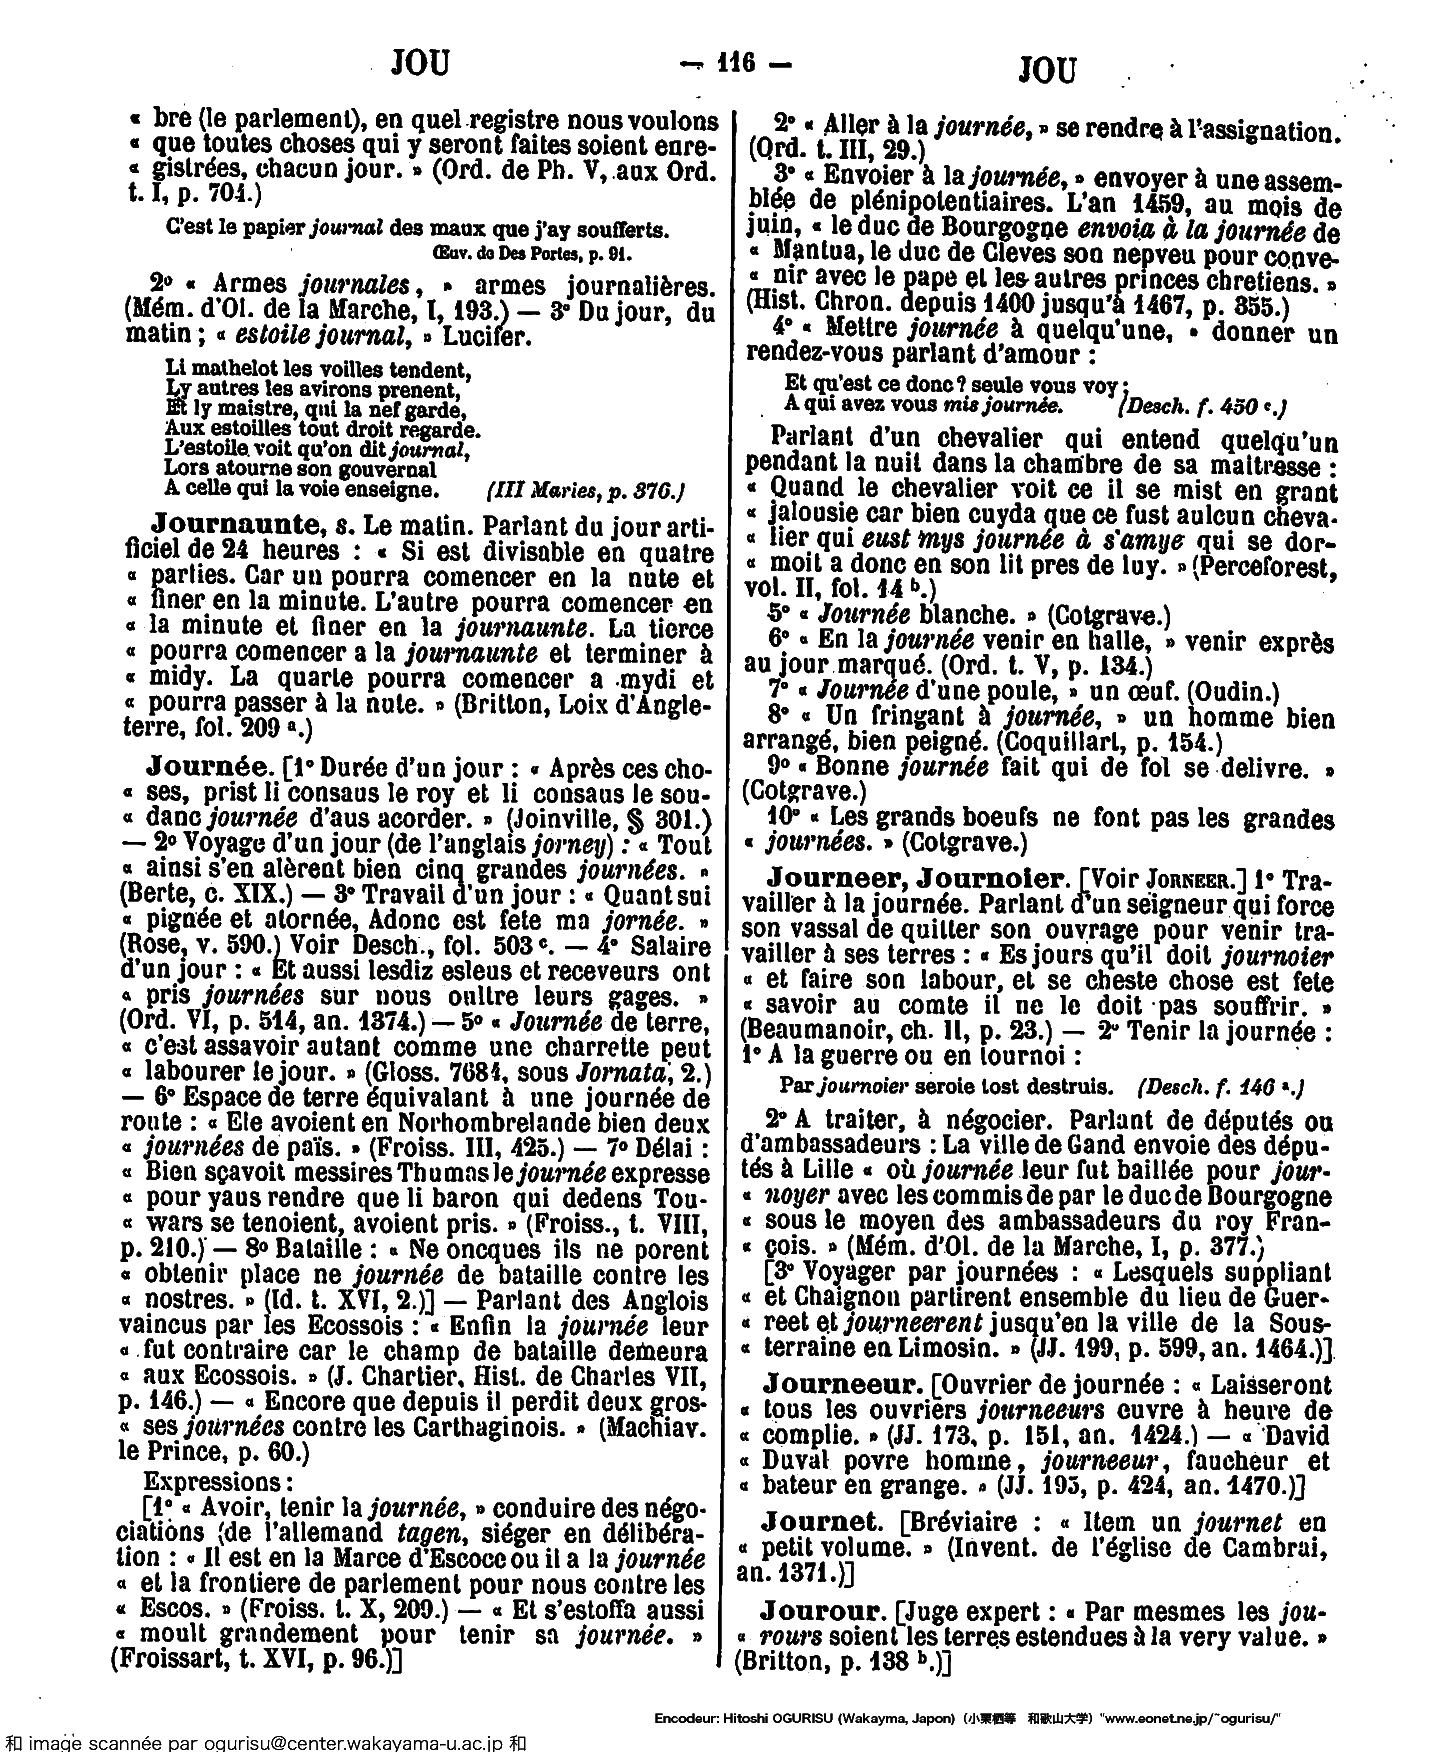 JOU
— 116 —
JOU
« bre (le parlement), en quel registre nous voulons
« que toutes choses qui y seront faites soient enre-
« gistrées, chacun jour. » (Ord. de Ph. V, aux Ord.
t. I, p. 704.)
C'est le papier journal des maux que j'ay soufferts.
Œuv. de Des Portes, p. 91.
2º « Armes journales, » armes journalières.
(Mém. d'Ol. de la Marche, I, 193.) — 3º Du jour, du
matin ; « estoile journal, » Lucifer.
Li mathelot les voilles tendent,
Ly autres les avirons prenent,
Et ly maistre, qui la nef garde,
Aux estoilles tout droit regarde.
L'estoile voit qu'on dit journal,
Lors atourne son gouvernal
A celle qui la voie enseigne. (III Maries, p. 376.)
Journaunte, s. Le matin. Parlant du jour arti-
ficiel de 24 heures : « Si est divisable en quatre
« parties. Car un pourra comencer en la nute et
« finer en la minute. L'autre pourra comencer en
« la minute et finer en la journaunte. La tierce
« pourra comencer a la journaunte et terminer à
« midy. La quarte pourra comencer a mydi et
« pourra passer à la nute. » (Britton, Loix d'Angle-
terre, fol. 209 a.)
Journée. [1º Durée d'un jour : « Après ces cho-
« ses, prist li consaus le roy et li consaus le sou-
« danc journée d'aus acorder. » (Joinville, § 301.)
— 2º Voyage d'un jour (de l'anglais jorney) : « Tout
« ainsi s'en alèrent bien cinq grandes journées. »
(Berte, c. XIX.) — 3º Travail d'un jour : « Quant sui
« pignée et atornée, Adonc est fete ma jornée. »
(Rose, v. 590.) Voir Desch., fol. 503 c. — 4º Salaire
d'un jour : « Et aussi lesdiz esleus et receveurs ont
« pris journées sur nous oultre leurs gages. »
(Ord. VI, p. 514, an. 1374.) — 5º « Journée de terre,
« c'est assavoir autant comme une charrette peut
« labourer le jour. » (Gloss. 7684, sous Jornata, 2.)
— 6º Espace de terre équivalant à une journée de
route : « Ele avoient en Norhombrelande bien deux
« journées de païs. » (Froiss. III, 425.) — 7º Délai :
« Bien sçavoit messires Thumas le journée expresse
« pour yaus rendre que li baron qui dedens Tou-
« wars se tenoient, avoient pris. » (Froiss., t. VIII,
p. 210.) — 8º Bataille : « Ne oncques ils ne porent
« obtenir place ne journée de bataille contre les
« nostres. » (Id. t. XVI, 2.)] — Parlant des Anglois
vaincus par les Ecossois : « Enfin la journée leur
« fut contraire car le champ de bataille demeura
« aux Ecossois. » (J. Chartier, Hist. de Charles VII,
p. 146.) — « Encore que depuis il perdit deux gros-
« ses journées contre les Carthaginois. » (Machiav.
le Prince, p. 60.)
Expressions :
[1º « Avoir, tenir la journée, » conduire des négo-
ciations (de l'allemand tagen, siéger en délibéra-
tion : « Il est en la Marce d'Escoce ou il a la journée
« et la frontiere de parlement pour nous contre les
« Escos. » (Froiss. t. X, 209.) — « Et s'estoffa aussi
« moult grandement pour tenir sa journée. »
(Froissart, t. XVI, p. 96.)]
2º « Aller à la journée, » se rendre à l'assignation.
(Ord. t. III, 29.)
3º « Envoier à la journée, » envoyer à une assem-
blée de plénipotentiaires. L'an 1459, au mois de
juin, « le duc de Bourgogne envoia à la journée de
« Mantua, le duc de Cleves son nepveu pour conve-
« nir avec le pape et les autres princes chretiens. »
(Hist. Chron. depuis 1400 jusqu'à 1467, p. 355.)
4º « Mettre journée à quelqu'une, » donner un
rendez-vous parlant d'amour :
Et qu'est ce donc ? seule vous voy ;
A qui avez vous mis journée. (Desch. f. 450 c.)
Parlant d'un chevalier qui entend quelqu'un
pendant la nuit dans la chambre de sa maitresse :
« Quand le chevalier voit ce il se mist en grant
« jalousie car bien cuyda que ce fust aulcun cheva-
« lier qui eust mys journée à s'amye qui se dor-
« moit a donc en son lit pres de luy. » (Perceforest,
vol. II, fol. 14 b.)
5º « Journée blanche. » (Cotgrave.)
6º « En la journée venir en halle, » venir exprès
au jour marqué. (Ord. t. V, p. 134.)
7º « Journée d'une poule, » un œuf. (Oudin.)
8º « Un fringant à journée, » un homme bien
arrangé, bien peigné. (Coquillart, p. 154.)
9º « Bonne journée fait qui de fol se delivre. »
(Cotgrave.)
10º « Les grands boeufs ne font pas les grandes
« journées. » (Cotgrave.)
Journeer, Journoier. [Voir JORNEER.] 1º Tra-
vailler à la journée. Parlant d'un seigneur qui force
son vassal de quitter son ouvrage pour venir tra-
vailler à ses terres : « Es jours qu'il doit journoier
« et faire son labour, et se cheste chose est fete
« savoir au comte il ne le doit pas souffrir. »
(Beaumanoir, ch. II, p. 23.) — 2º Tenir la journée :
1º A la guerre ou en tournoi :
Par journoier seroie tost destruis. (Desch. f. 146 a.)
2º A traiter, à négocier. Parlant de députés ou
d'ambassadeurs : La ville de Gand envoie des dépu-
tés à Lille « où journée leur fut baillée pour jour-
« noyer avec les commis de par le duc de Bourgogne
« sous le moyen des ambassadeurs du roy Fran-
« çois. » (Mém. d'Ol. de la Marche, I, p. 377.)
[3º Voyager par journées : « Lesquels suppliant
« et Chaignon partirent ensemble du lieu de Guer-
« reet et journeerent jusqu'en la ville de la Sous-
« terraine en Limosin. » (JJ. 199, p. 599, an. 1464.)]
Journeeur. [Ouvrier de journée : « Laisseront
« tous les ouvriers journeeurs euvre à heure de
« complie. » (JJ. 173, p. 151, an. 1424.) — « David
« Duval povre homme, journeeur, faucheur et
« bateur en grange. » (JJ. 195, p. 424, an. 1470.)]
Journet. [Bréviaire : « Item un journet en
« petit volume. » (Invent. de l'église de Cambrai,
an. 1371.)]
Jourour. [Juge expert : « Par mesmes les jou-
« rours soient les terres estendues à la very value. »
(Britton, p. 138 b.)]
Encodeur: Hitoshi OGURISU (Wakayma, Japon) (小栗栖等 和歌山大学) "www.eonet.ne.jp/~ogurisu/"
和 image scannée par ogurisu@center.wakayama-u.ac.jp 和